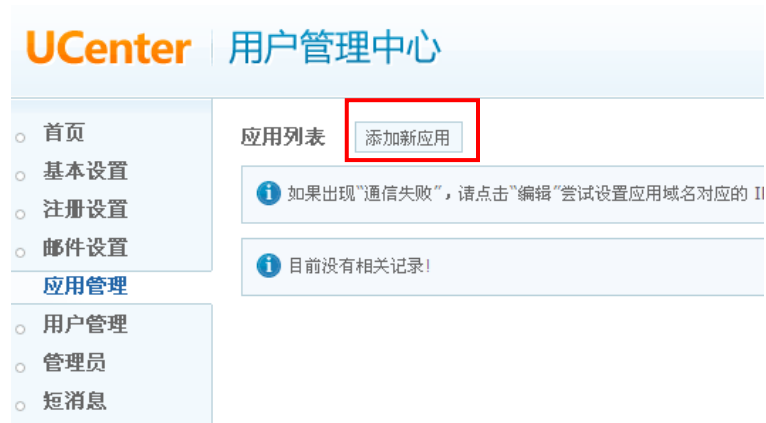 UCenter 用户管理中心
首页
基本设置
注册设置
邮件设置
应用管理
用户管理
管理员
短消息
应用列表 添加新应用
如果出现"通信失败"，请点击"编辑"尝试设置应用域名对应的 I
目前没有相关记录!